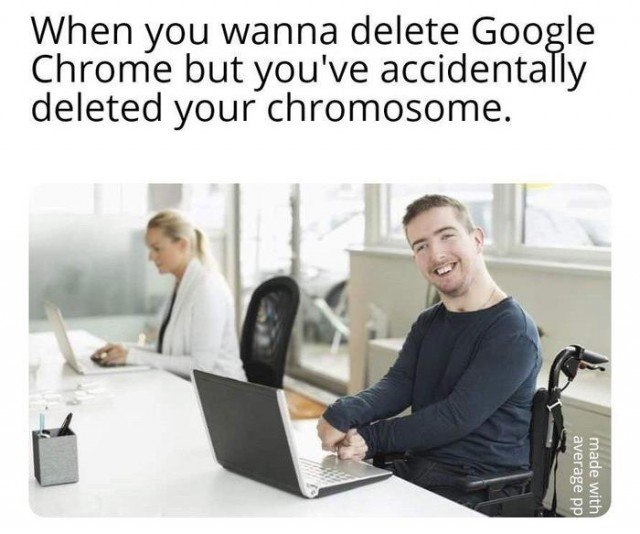 When you wanna delete Google
Chrome but you've accidentally
deleted your chromosome.
made with
average pp